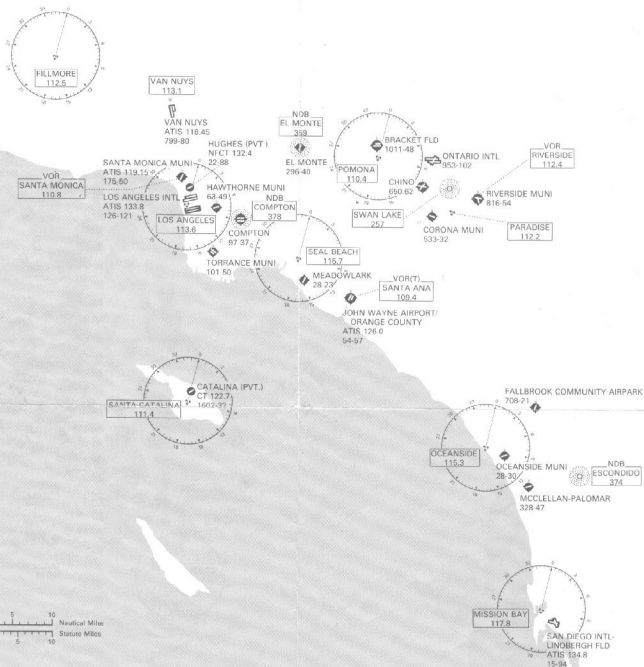 FILLMORE
112.5
VAN NUYS
113.1
VAN NUYS
ATIS 118.45
799-80
HUGHES (PVT.)
NFCT 132.4
22-88
NDB
EL MONTE
359
EL MONTE
296-40
BRACKET FLD
1011-48
POMONA
110.4
ONTARIO INTL
953-102
VOR
RIVERSIDE
112.4
CHINO
650-62
RIVERSIDE MUNI
816-54
SWAN LAKE
257
CORONA MUNI
533-32
PARADISE
112.2
SANTA MONICA MUNI
ATIS 119.15
175-50
VOR
SANTA MONICA
110.8
HAWTHORNE MUNI
63-49
LOS ANGELES INTL
ATIS 133.8
126-121
LOS ANGELES
113.6
NDB
COMPTON
378
COMPTON
97-37
TORRANCE MUNI
101-50
SEAL BEACH
115.7
MEADOWLARK
28-23
VOR(T)
SANTA ANA
109.4
JOHN WAYNE AIRPORT/
ORANGE COUNTY
ATIS 126.0
54-57
CATALINA (PVT.)
CT 122.7
1602-32
SANTA CATALINA
111.4
FALLBROOK COMMUNITY AIRPARK
708-21
OCEANSIDE
115.3
OCEANSIDE MUNI
28-30
NDB
ESCONDIDO
374
MCCLELLAN-PALOMAR
328-47
MISSION BAY
117.8
SAN DIEGO INTL-
LINDBERGH FLD
ATIS 134.8
15-94
5 10
Nautical Miles
Statute Miles
5 10